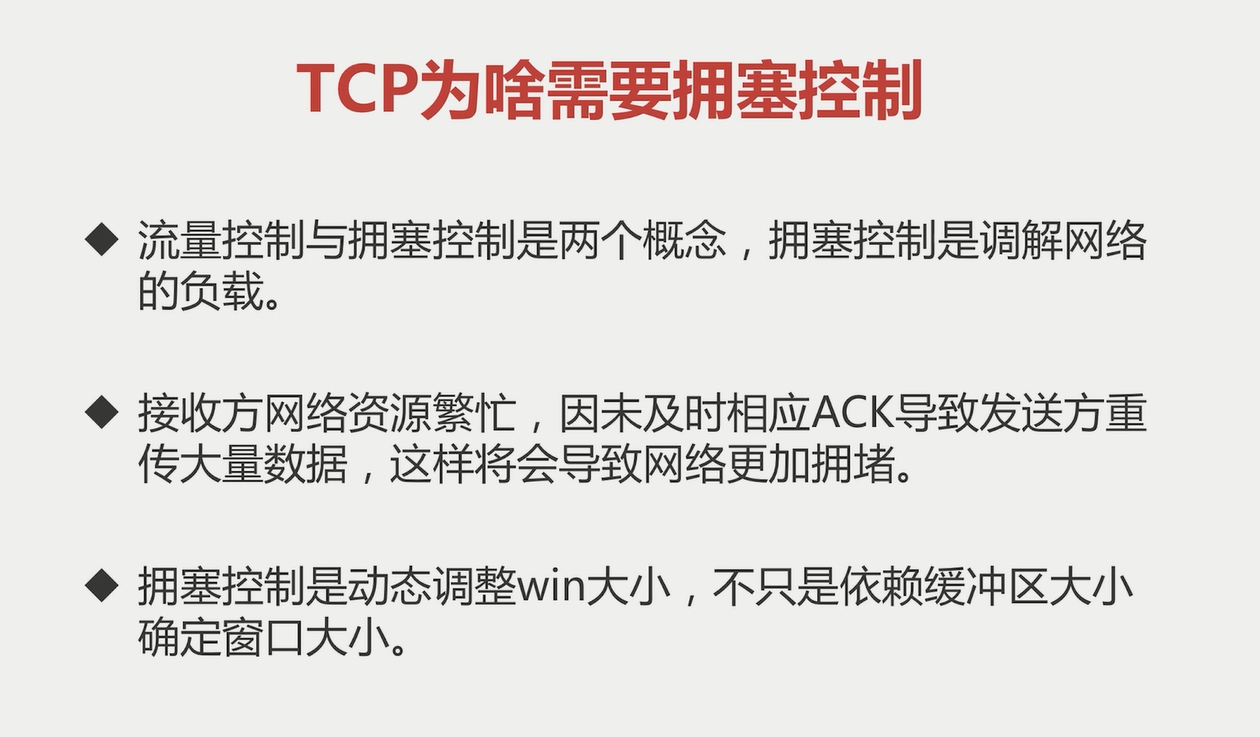 TCP为啥需要拥塞控制
◆ 流量控制与拥塞控制是两个概念，拥塞控制是调解网络
的负载。
◆ 接收方网络资源繁忙，因未及时相应ACK导致发送方重
传大量数据，这样将会导致网络更加拥堵。
◆ 拥塞控制是动态调整win大小，不只是依赖缓冲区大小
确定窗口大小。